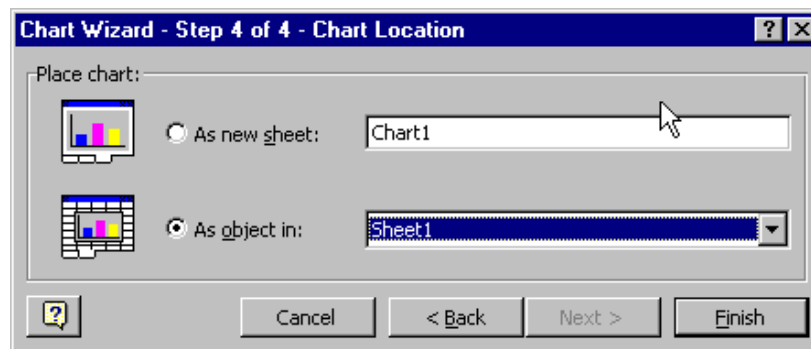 Chart Wizard - Step 4 of 4 - Chart Location
Place chart:
As new sheet: Chart1
As object in: Sheet1
Cancel < Back Next > Finish